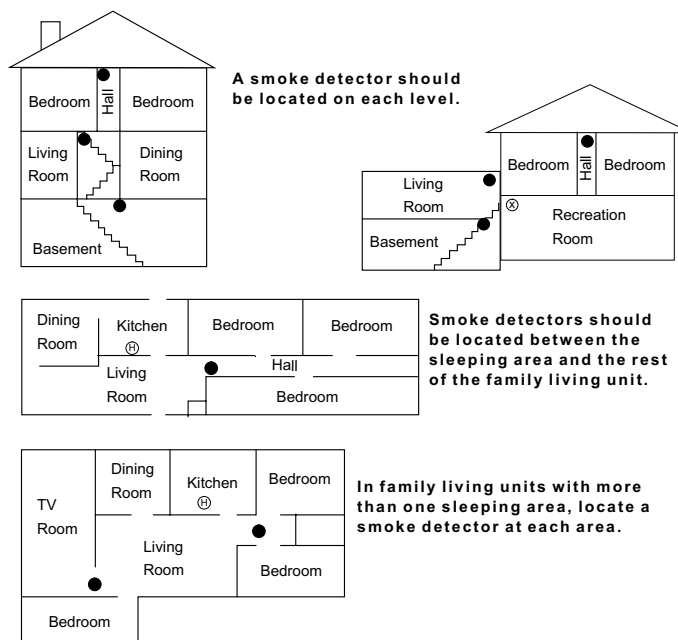 A smoke detector should
be located on each level.
Bedroom
Hall
Bedroom
Living
Room
Dining
Room
Basement
Bedroom
Hall
Bedroom
Living
Room
X
Recreation
Room
Basement
Dining
Room
Kitchen
H
Bedroom
Bedroom
Living
Room
Hall
Bedroom
Smoke detectors should
be located between the
sleeping area and the rest
of the family living unit.
TV
Room
Dining
Room
Kitchen
H
Bedroom
Living
Room
Bedroom
Bedroom
In family living units with more
than one sleeping area, locate a
smoke detector at each area.